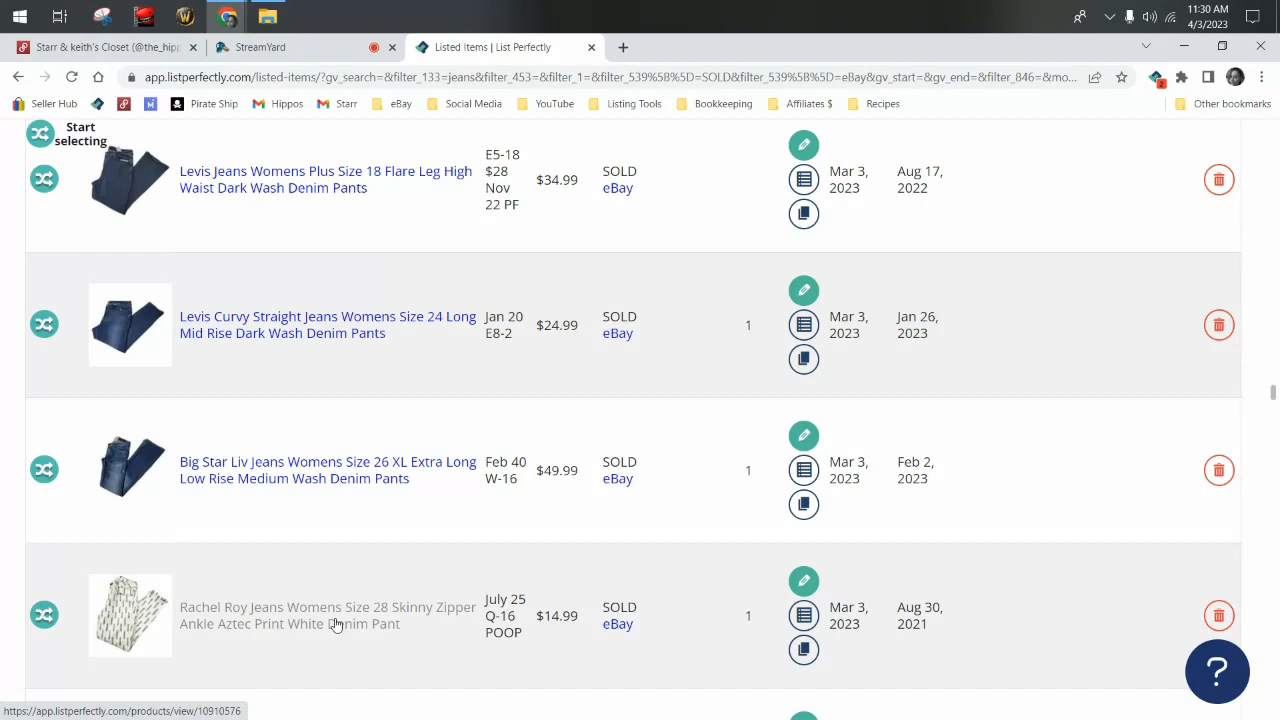 11:30 AM
4/3/2023
Starr & keith's Closet (@the_hipp
StreamYard
Listed Items | List Perfectly
app.listperfectly.com/listed-items/?gv_search=&filter_133=jeans&filter_453=&filter_1=&filter_539%5B%5D=SOLD&filter_539%5B%5D=eBay&gv_start=&gv_end=&filter_846=&mo...
2
Seller Hub
Pirate Ship
Hippos
Starr
eBay
Social Media
YouTube
Listing Tools
Bookkeeping
Affiliates $
Recipes
Other bookmarks
Start
selecting
Levis Jeans Womens Plus Size 18 Flare Leg High
Waist Dark Wash Denim Pants
E5-18
$28
Nov
22 PF
$34.99
SOLD
eBay
Mar 3,
2023
Aug 17,
2022
Levis Curvy Straight Jeans Womens Size 24 Long
Mid Rise Dark Wash Denim Pants
Jan 20
E8-2
$24.99
SOLD
eBay
1
Mar 3,
2023
Jan 26,
2023
Big Star Liv Jeans Womens Size 26 XL Extra Long
Low Rise Medium Wash Denim Pants
Feb 40
W-16
$49.99
SOLD
eBay
1
Mar 3,
2023
Feb 2,
2023
Rachel Roy Jeans Womens Size 28 Skinny Zipper
Ankle Aztec Print White Denim Pant
July 25
Q-16
POOP
$14.99
SOLD
eBay
1
Mar 3,
2023
Aug 30,
2021
?
https://app.listperfectly.com/products/view/10910576